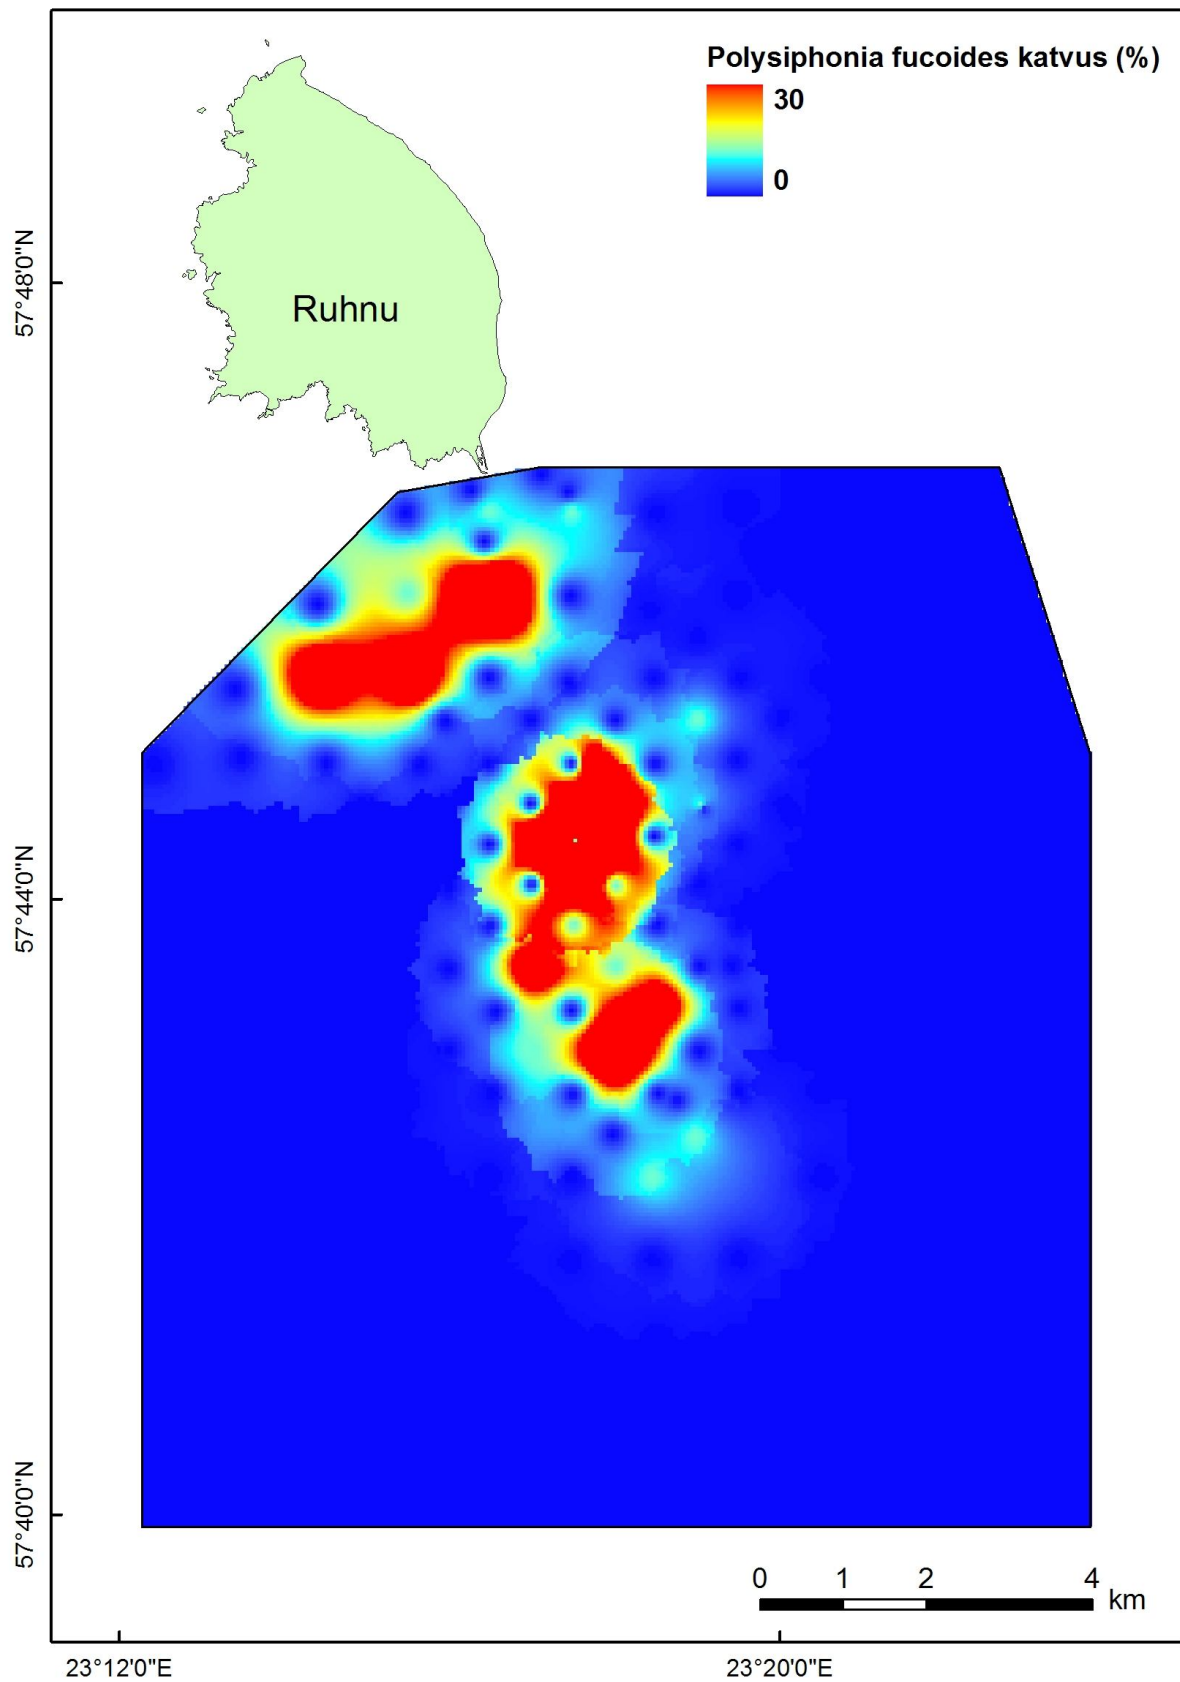 Polysiphonia fucoides katvus (%)
30
0
Ruhnu
57°48'0"N
57°44'0"N
57°40'0"N
0 1 2 4
km
23°12'0"E 23°20'0"E